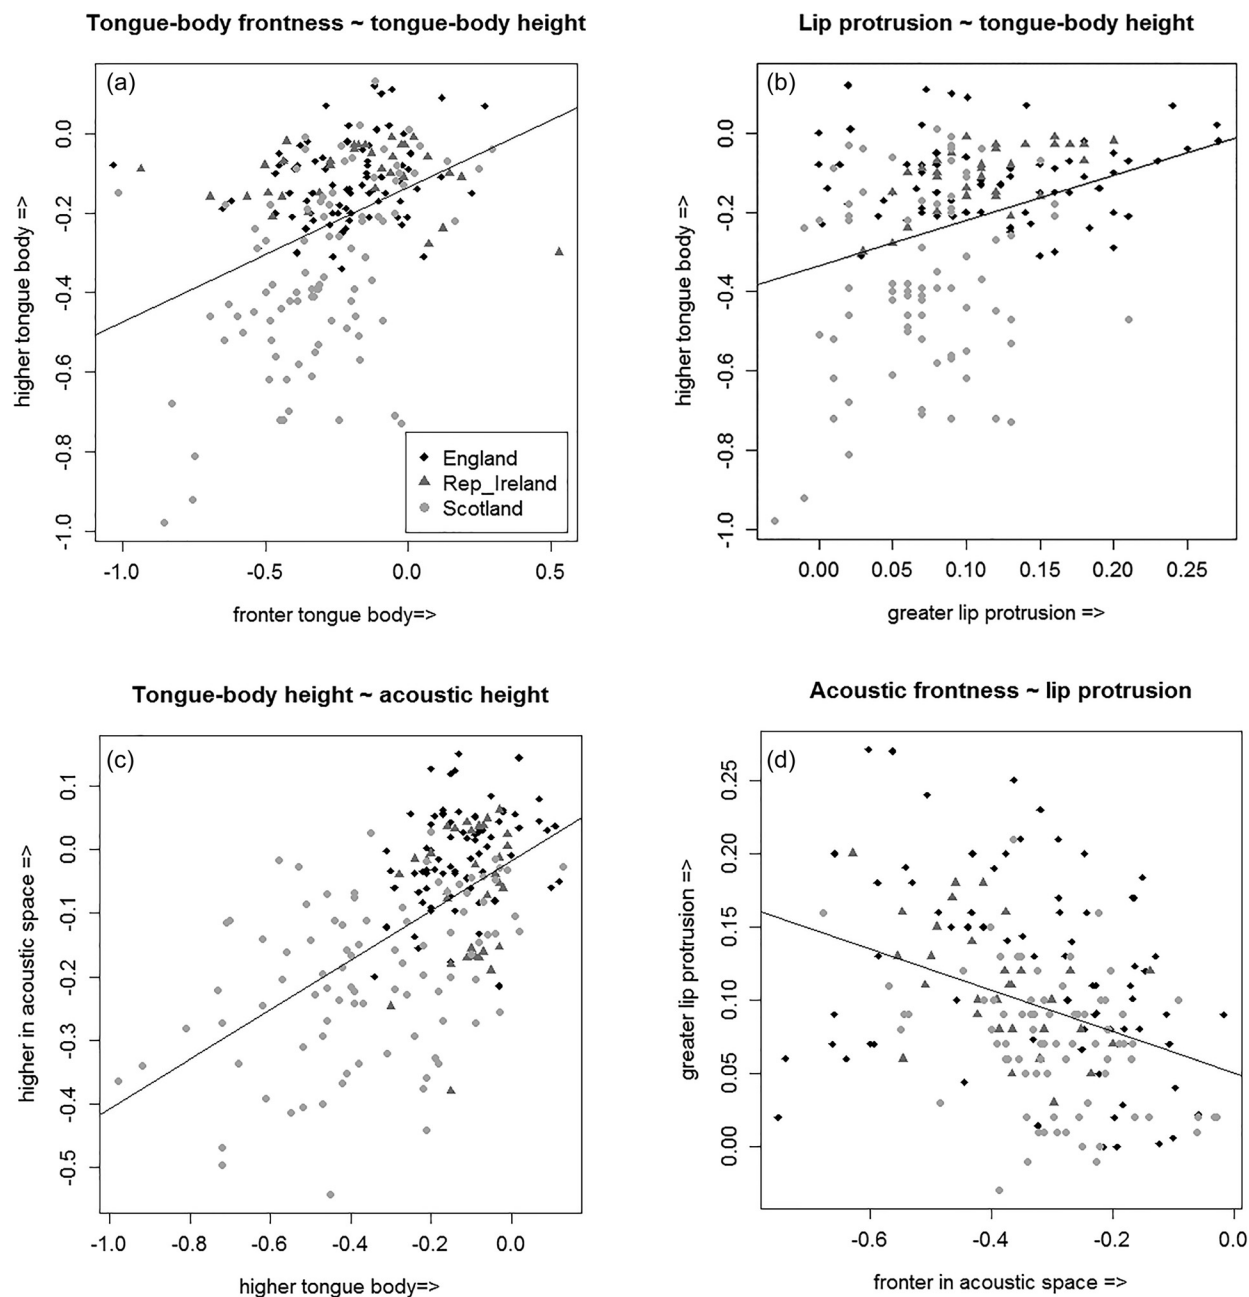 Tongue-body frontness ~ tongue-body height
(a)
higher tongue body =>
0.0
-0.2
-0.4
-0.6
-0.8
-1.0
England
Rep_Ireland
Scotland
-1.0 -0.5 0.0 0.5
fronter tongue body=>
Lip protrusion ~ tongue-body height
(b)
higher tongue body =>
0.0
-0.2
-0.4
-0.6
-0.8
-1.0
0.00 0.05 0.10 0.15 0.20 0.25
greater lip protrusion =>
Tongue-body height ~ acoustic height
(c)
higher in acoustic space =>
0.1
0.0
-0.1
-0.2
-0.3
-0.4
-0.5
-1.0 -0.8 -0.6 -0.4 -0.2 0.0
higher tongue body=>
Acoustic frontness ~ lip protrusion
(d)
greater lip protrusion =>
0.25
0.20
0.15
0.10
0.05
0.00
-0.6 -0.4 -0.2 0.0
fronter in acoustic space =>